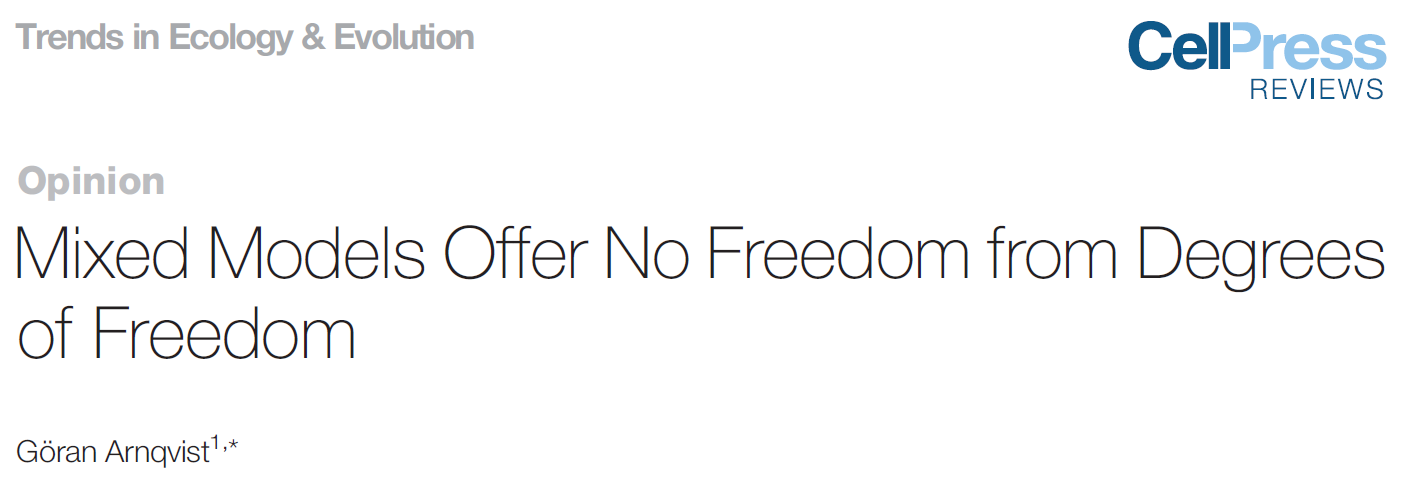 Trends in Ecology & Evolution
CellPress
REVIEWS
Opinion
Mixed Models Offer No Freedom from Degrees
of Freedom
Göran Arnqvist1,*